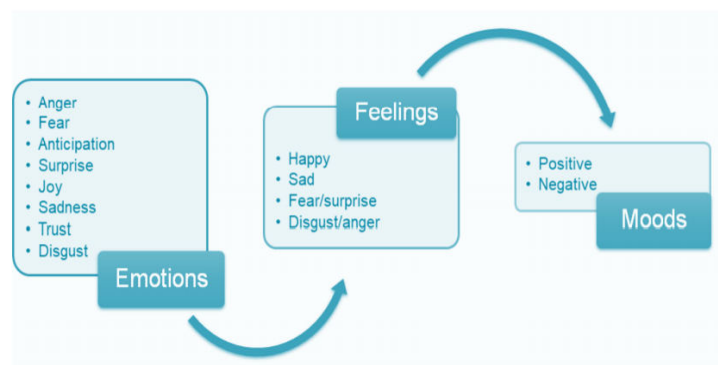 • Anger
• Fear
• Anticipation
• Surprise
• Joy
• Sadness
• Trust
• Disgust
Emotions
Feelings
• Happy
• Sad
• Fear/surprise
• Disgust/anger
• Positive
• Negative
Moods